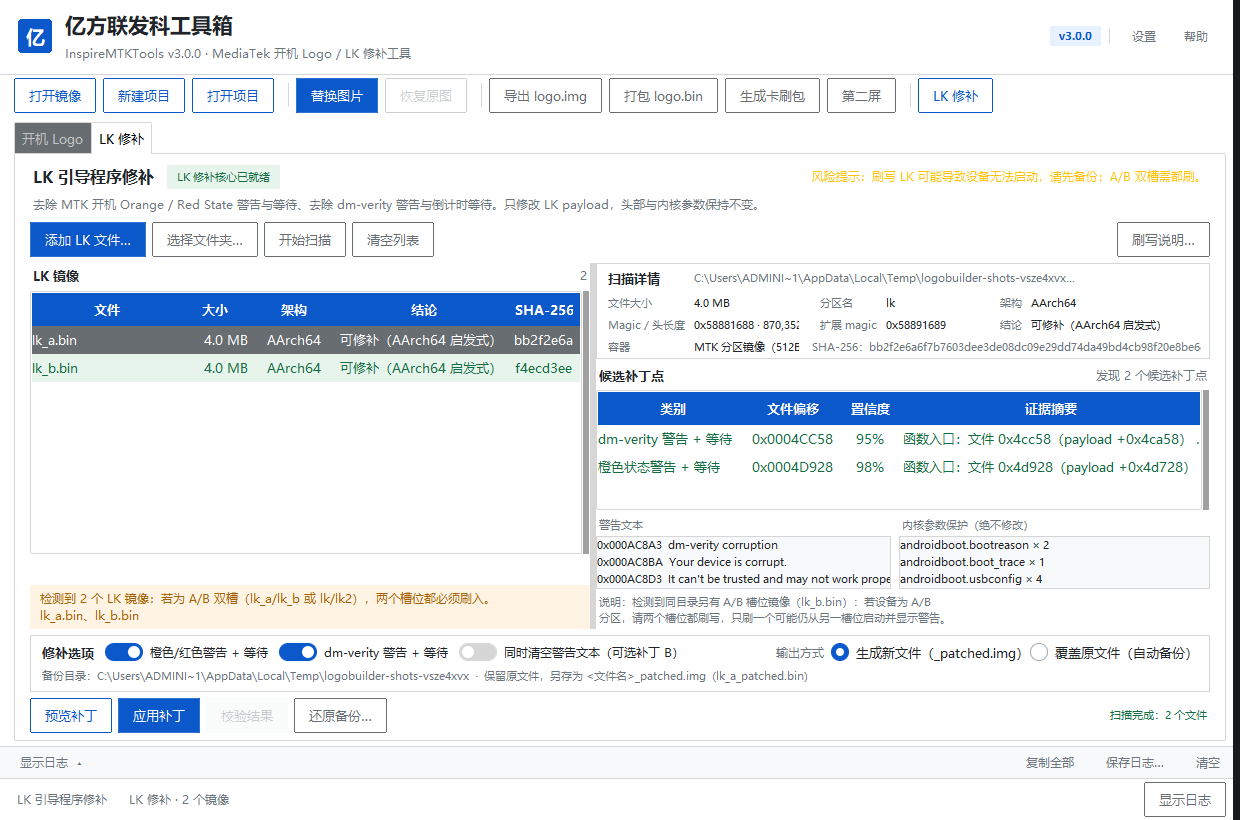 亿
亿方联发科工具箱
InspireMTKTools v3.0.0 · MediaTek 开机 Logo / LK 修补工具
v3.0.0 设置 帮助
打开镜像 新建项目 打开项目 替换图片 恢复原图 导出 logo.img 打包 logo.bin 生成卡刷包 第二屏 LK 修补
开机 Logo LK 修补
LK 引导程序修补 LK 修补核心已就绪 风险提示：刷写 LK 可能导致设备无法启动，请先备份；A/B 双槽需都刷。
去除 MTK 开机 Orange / Red State 警告与等待、去除 dm-verity 警告与倒计时等待。只修改 LK payload，头部与内核参数保持不变。
添加 LK 文件... 选择文件夹... 开始扫描 清空列表 刷写说明...
LK 镜像 2
文件 大小 架构 结论 SHA-256
lk_a.bin 4.0 MB AArch64 可修补（AArch64 启发式） bb2f2e6a
lk_b.bin 4.0 MB AArch64 可修补（AArch64 启发式） f4ecd3ee
检测到 2 个 LK 镜像：若为 A/B 双槽（lk_a/lk_b 或 lk/lk2），两个槽位都必须刷入。
lk_a.bin、lk_b.bin
扫描详情 C:\Users\ADMINI~1\AppData\Local\Temp\logobuilder-shots-vsze4xvx...
文件大小 4.0 MB 分区名 lk 架构 AArch64
Magic / 头长度 0x58881688 · 870,352 扩展 magic 0x58891689 结论 可修补（AArch64 启发式）
容器 MTK 分区镜像（512B SHA-256: bb2f2e6a6f7b7603dee3de08dc09e29dd74da49bd4cb98f20e8be6
候选补丁点 发现 2 个候选补丁点
类别 文件偏移 置信度 证据摘要
dm-verity 警告 + 等待 0x0004CC58 95% 函数入口：文件 0x4cc58（payload +0x4ca58） .
橙色状态警告 + 等待 0x0004D928 98% 函数入口：文件 0x4d928（payload +0x4d728）
警告文本
0x000AC8A3 dm-verity corruption
0x000AC8BA Your device is corrupt.
0x000AC8D3 It can't be trusted and may not work prope
内核参数保护（绝不修改）
androidboot.bootreason × 2
androidboot.boot_trace × 1
androidboot.usbconfig × 4
说明：检测到同目录另有 A/B 槽位镜像（lk_b.bin）：若设备为 A/B
分区，请两个槽位都刷写，只刷一个可能仍从另一槽位启动并显示警告。
修补选项 橙色/红色警告 + 等待 dm-verity 警告 + 等待 同时清空警告文本（可选补丁 B） 输出方式 生成新文件（_patched.img） 覆盖原文件（自动备份）
备份目录：C:\Users\ADMINI~1\AppData\Local\Temp\logobuilder-shots-vsze4xvx · 保留原文件，另存为 <文件名>_patched.img（lk_a_patched.bin）
预览补丁 应用补丁 校验结果 还原备份... 扫描完成：2 个文件
显示日志 ▴ 复制全部 保存日志... 清空
LK 引导程序修补 LK 修补 · 2 个镜像 显示日志